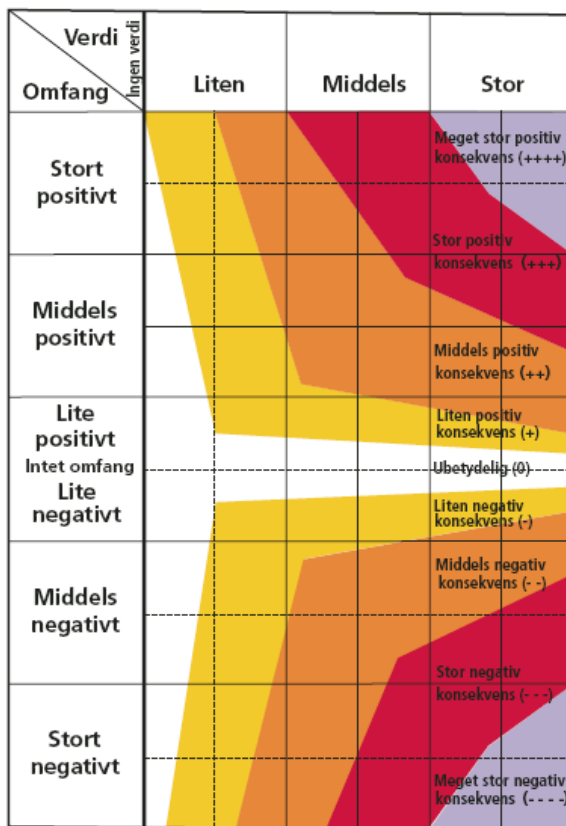 Verdi
Ingen verdi
Omfang
Liten
Middels
Stor
Stort
positivt
Meget stor positiv
konsekvens (++++)
Stor positiv
konsekvens (+++)
Middels
positivt
Middels positiv
konsekvens (++)
Lite
positivt
Liten positiv
konsekvens (+)
Intet omfang
Ubetydelig (0)
Lite
negativt
Liten negativ
konsekvens (-)
Middels
negativt
Middels negativ
konsekvens (- -)
Stor negativ
konsekvens (- - -)
Stort
negativt
Meget stor negativ
konsekvens (- - - -)